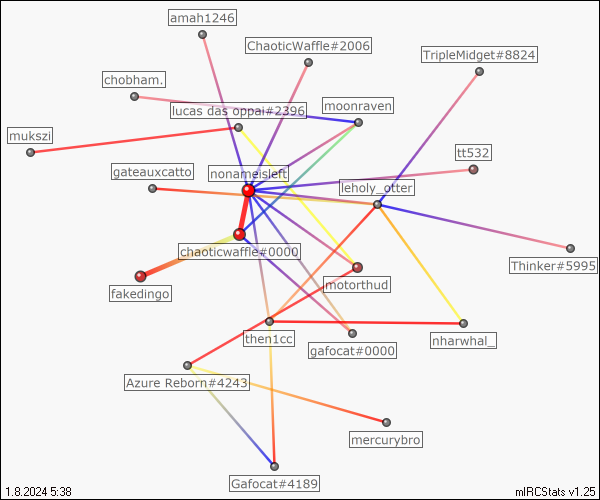 amah1246
ChaoticWaffle#2006
TripleMidget#8824
chobham.
moonraven
lucas das oppai#2396
mukszi
tt532
gateauxcatto
nonameisleft
leholy_otter
chaoticwaffle#0000
Thinker#5995
motorthud
fakedingo
then1cc
nharwhal_
gafocat#0000
Azure Reborn#4243
mercurybro
Gafocat#4189
1.8.2024 5:38
mIRCStats v1.25